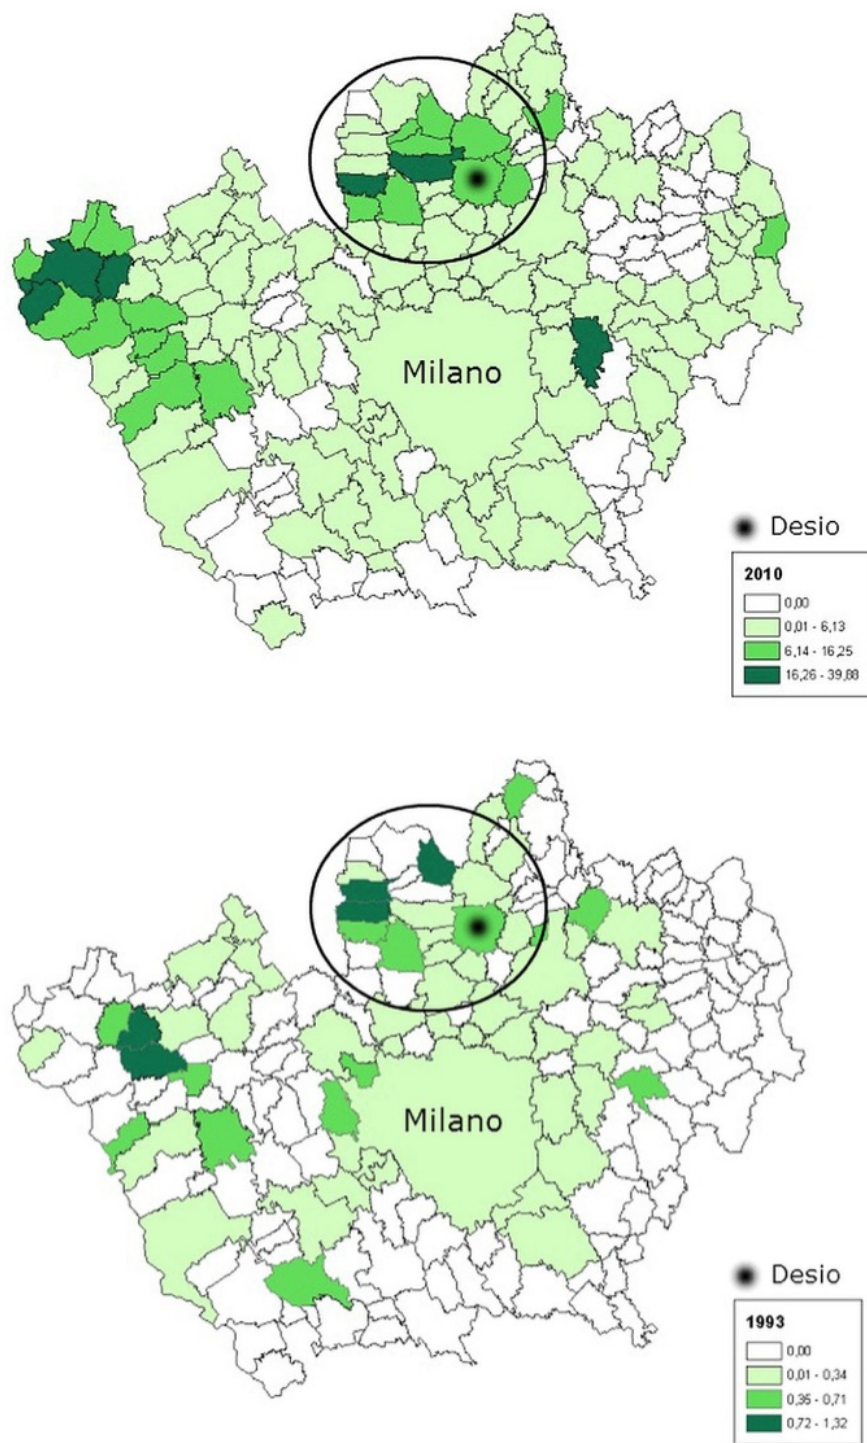 Milano
Desio
2010
0,00
0,01 - 6,13
6,14 - 16,25
16,26 - 39,88
Milano
Desio
1993
0,00
0,01 - 0,34
0,35 - 0,71
0,72 - 1,32